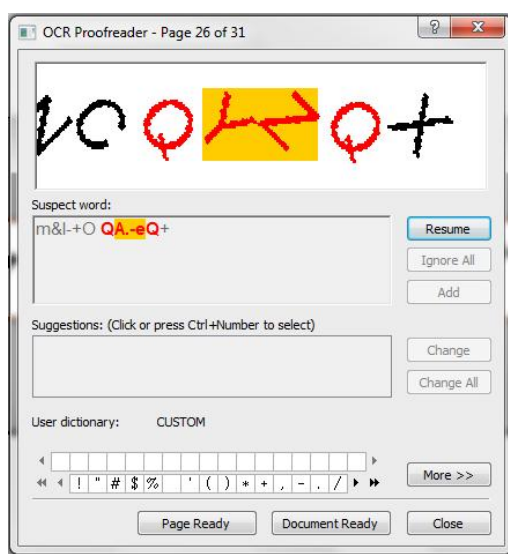 OCR Proofreader - Page 26 of 31
Suspect word:
m&l-+O QA.-eQ+
Resume
Ignore All
Add
Suggestions: (Click or press Ctrl+Number to select)
Change
Change All
User dictionary: CUSTOM
! " # $ % ' ( ) * + , - . /
More >>
Page Ready
Document Ready
Close